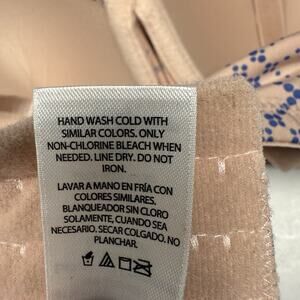 HAND WASH COLD WITH
SIMILAR COLORS. ONLY
NON-CHLORINE BLEACH WHEN
NEEDED. LINE DRY. DO NOT
IRON.
LAVAR A MANO EN FRÍA CON
COLORES SIMILARES.
BLANQUEADOR SIN CLORO
SOLAMENTE, CUANDO SEA
NECESARIO. SECAR COLGADO. NO
PLANCHAR.